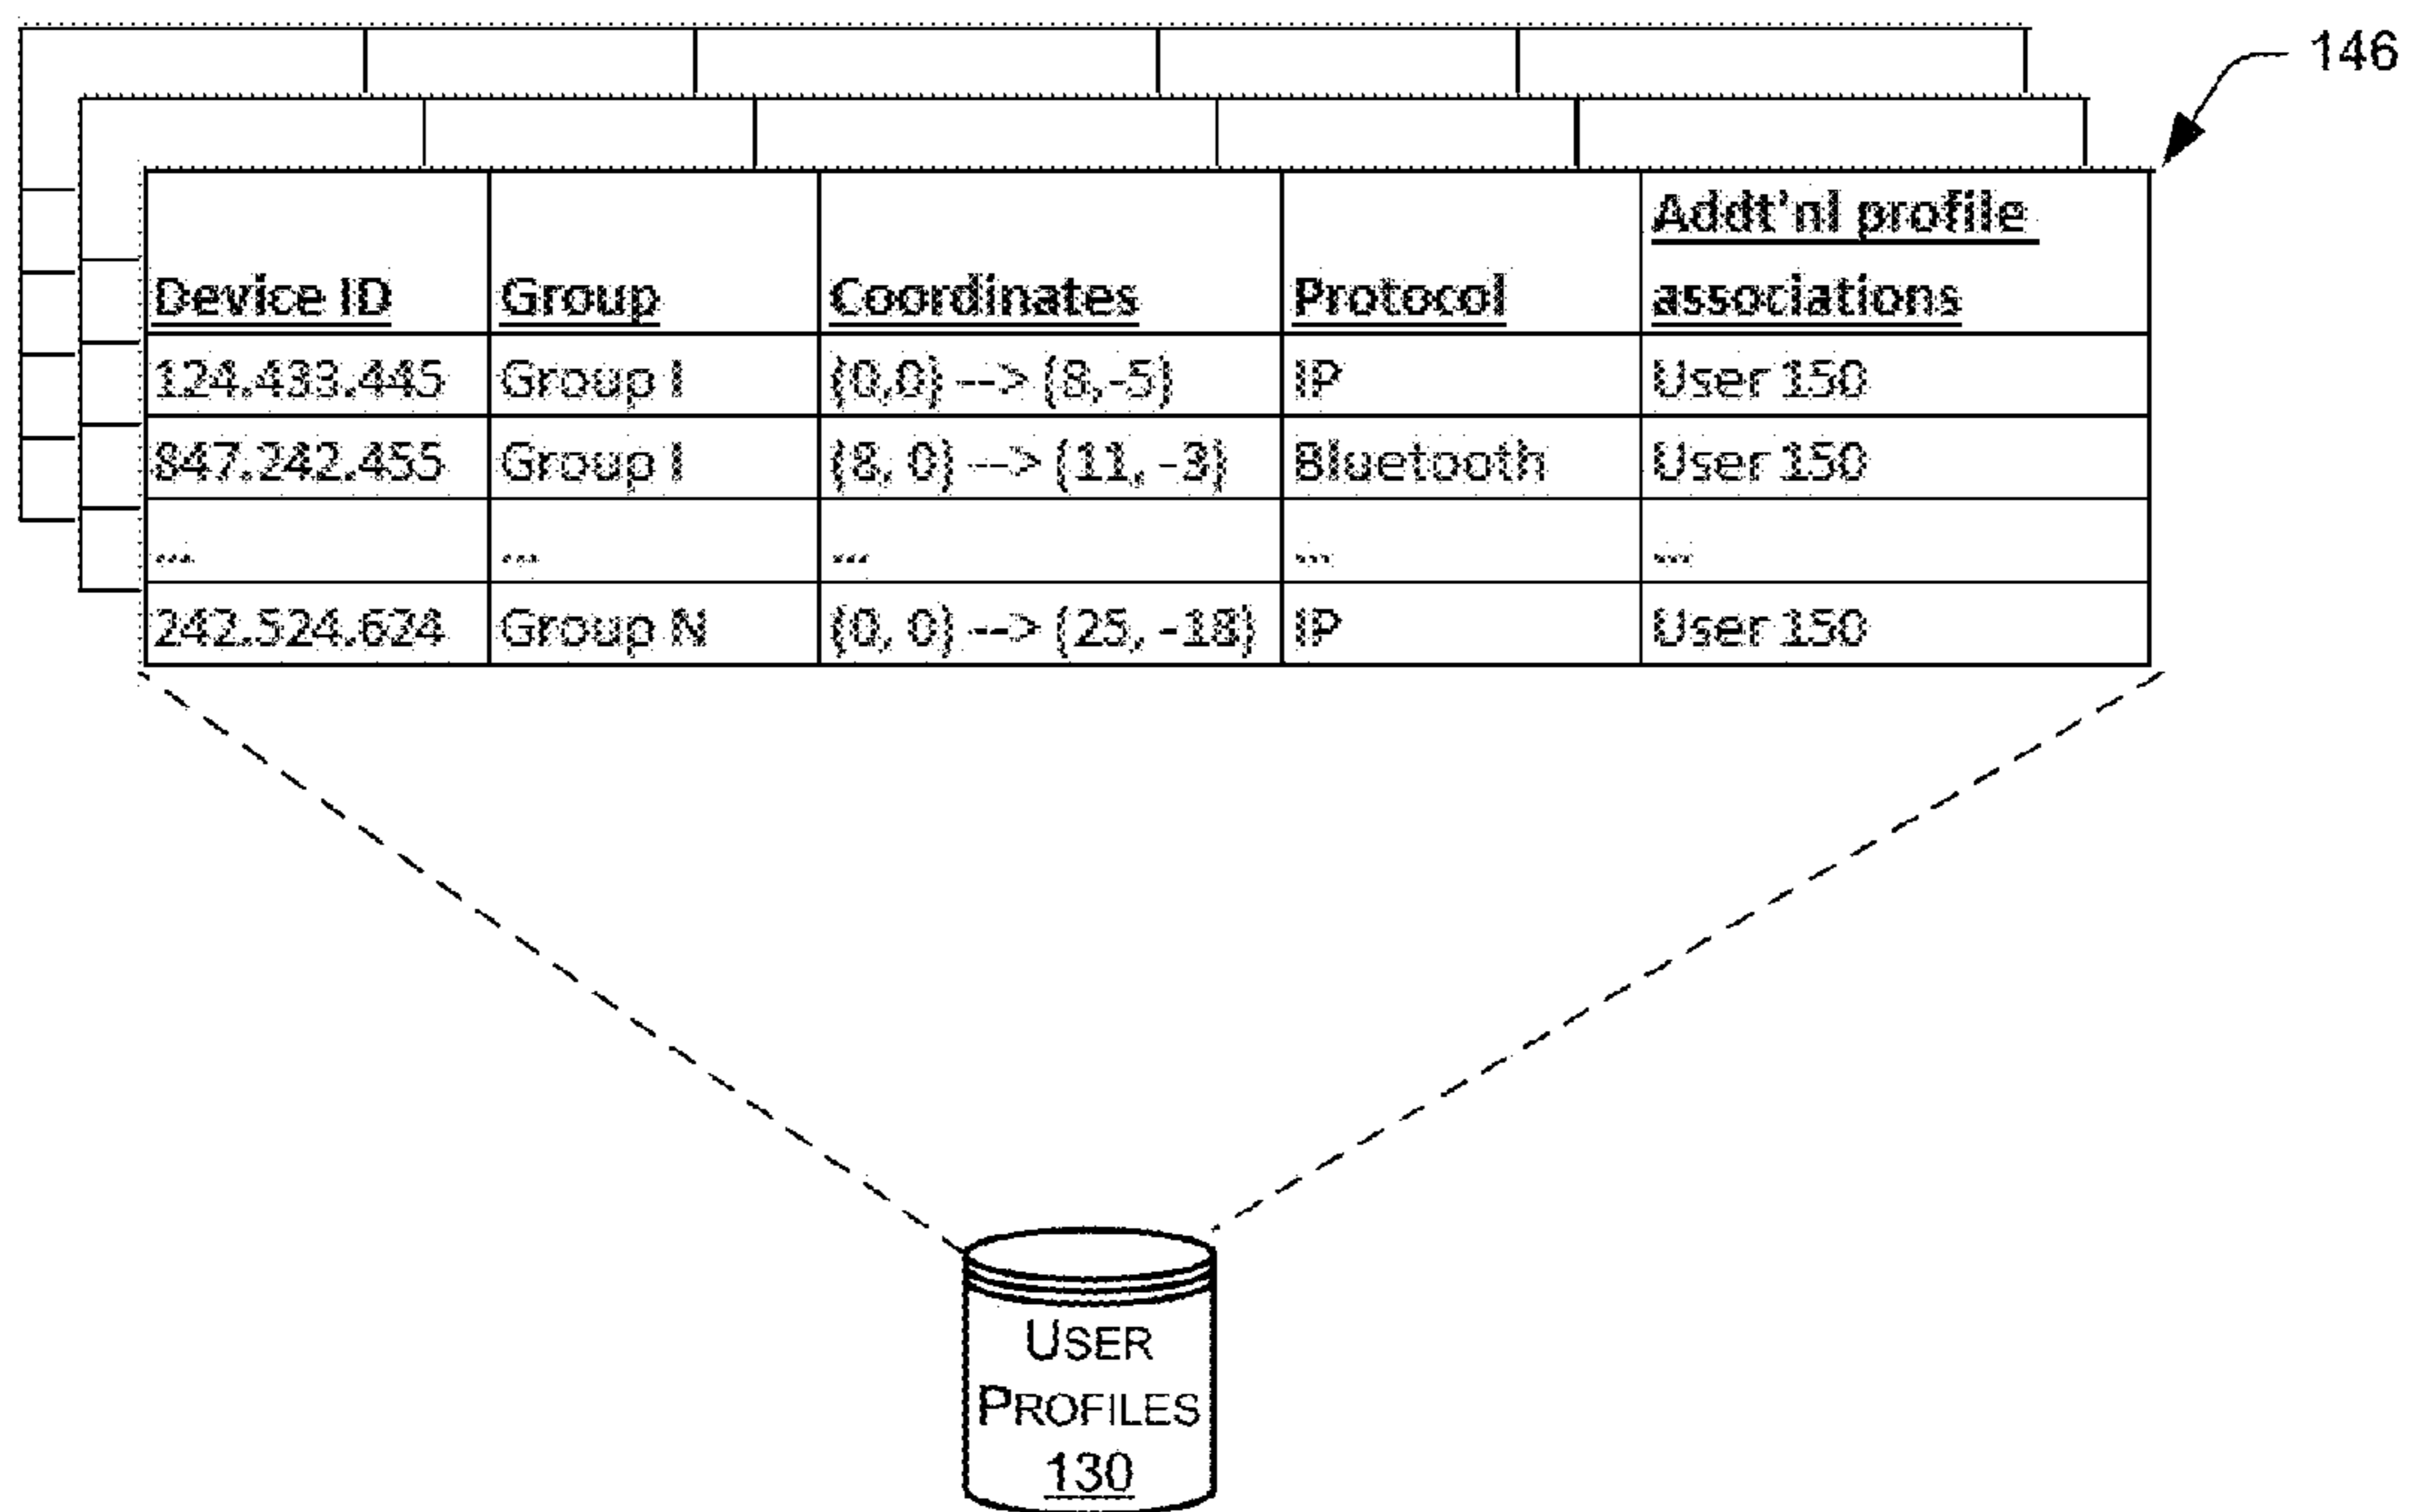 146
Addt'nl profile
Device ID Group Coordinates Protocol associations
124.433.445 Group I (0,0) --> (8,-5) IP User 150
847.242.455 Group I (8, 0) --> (11, -3) Bluetooth User 150
... ... ... ... ...
242.524.624 Group N (0, 0) --> (25, -18) IP User 150
USER
PROFILES
130